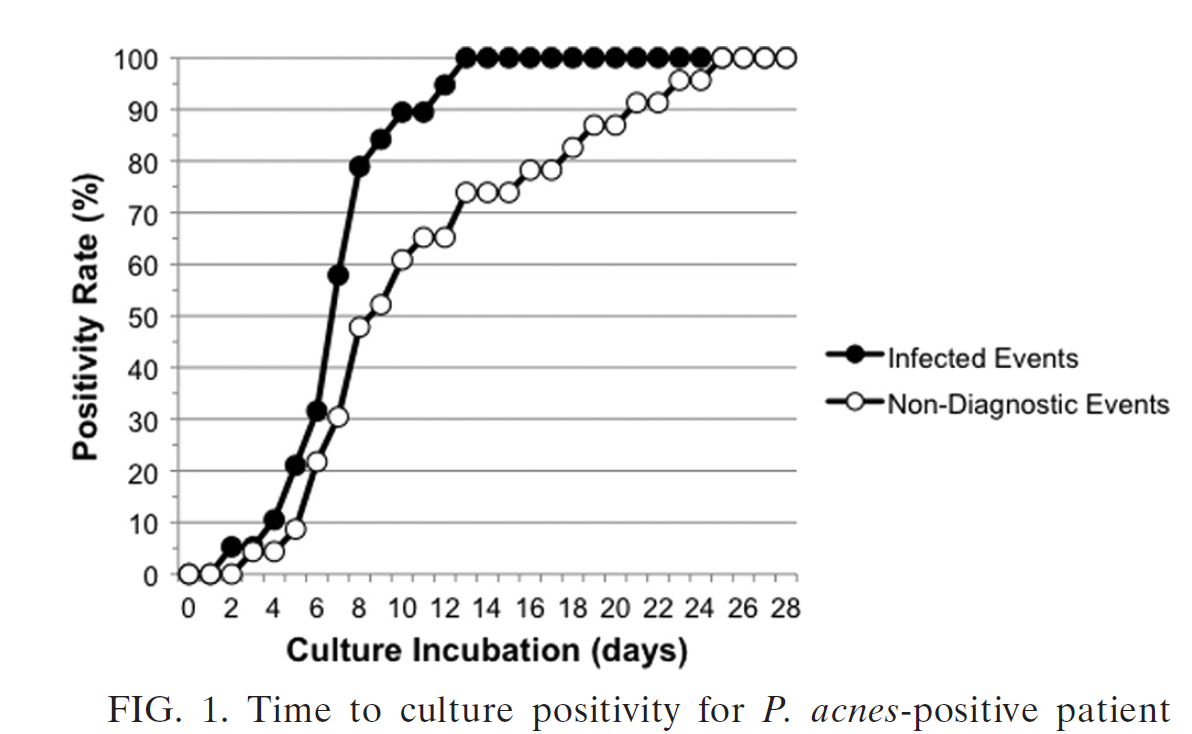 100
90
80
70
60
50
40
30
20
10
0
Positivity Rate (%)
0 2 4 6 8 10 12 14 16 18 20 22 24 26 28
Culture Incubation (days)
Infected Events
Non-Diagnostic Events
FIG. 1. Time to culture positivity for P. acnes-positive patient